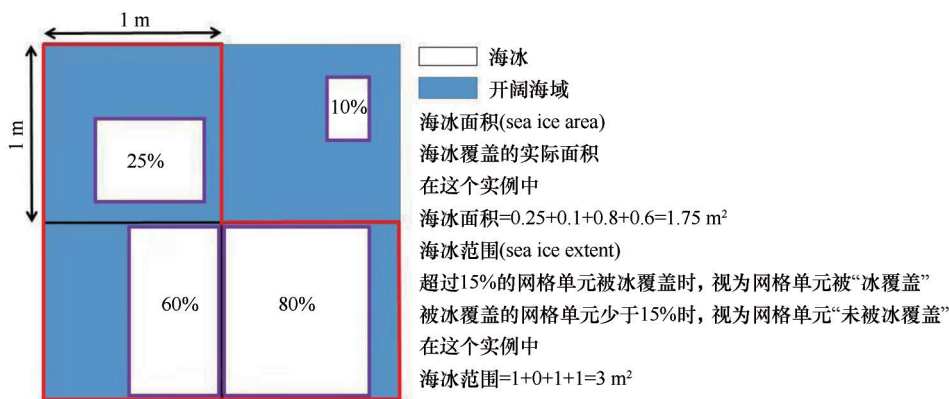 1 m
1 m
25%
10%
60%
80%
海冰
开阔海域
海冰面积(sea ice area)
海冰覆盖的实际面积
在这个实例中
海冰面积=0.25+0.1+0.8+0.6=1.75 m²
海冰范围(sea ice extent)
超过15%的网格单元被冰覆盖时，视为网格单元被“冰覆盖”
被冰覆盖的网格单元少于15%时，视为网格单元“未被冰覆盖”
在这个实例中
海冰范围=1+0+1+1=3 m²